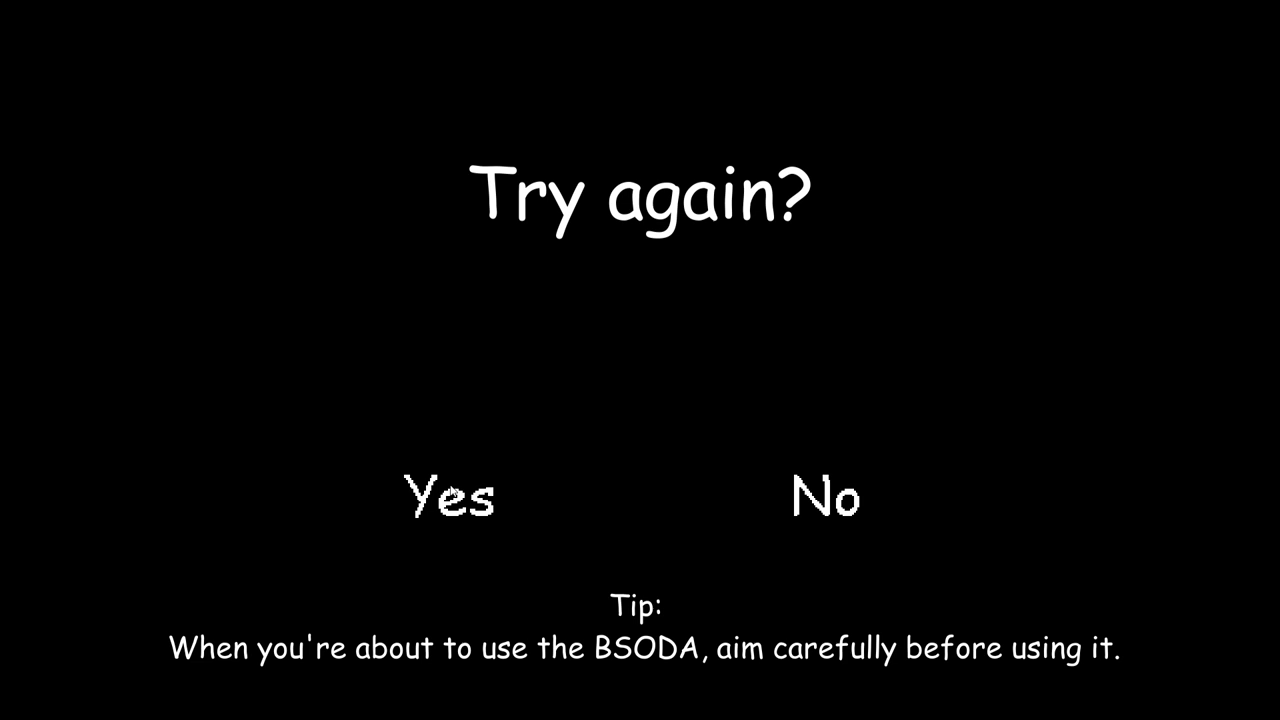 Try again?
Yes
No
Tip:
When you're about to use the BSODA, aim carefully before using it.